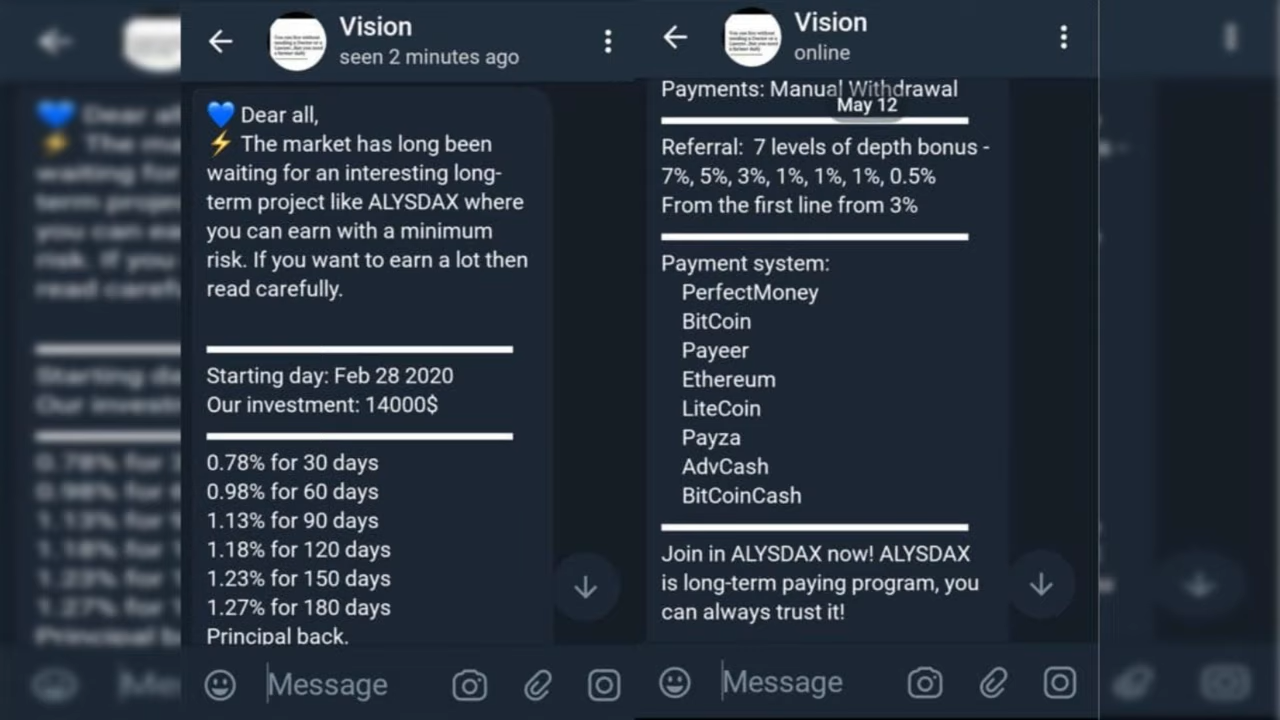 Vision
seen 2 minutes ago
💙 Dear all,
⚡ The market has long been
waiting for an interesting long-
term project like ALYSDAX where
you can earn with a minimum
risk. If you want to earn a lot then
read carefully.
Starting day: Feb 28 2020
Our investment: 14000$
0.78% for 30 days
0.98% for 60 days
1.13% for 90 days
1.18% for 120 days
1.23% for 150 days
1.27% for 180 days
Principal back.
Message
Vision
online
Payments: Manual Withdrawal
May 12
Referral:  7 levels of depth bonus -
7%, 5%, 3%, 1%, 1%, 1%, 0.5%
From the first line from 3%
Payment system:
PerfectMoney
BitCoin
Payeer
Ethereum
LiteCoin
Payza
AdvCash
BitCoinCash
Join in ALYSDAX now! ALYSDAX
is long-term paying program, you
can always trust it!
Message